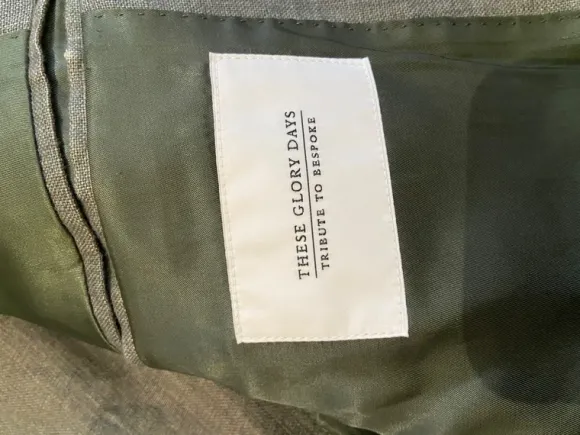 THESE GLORY DAYS
TRIBUTE TO BESPOKE